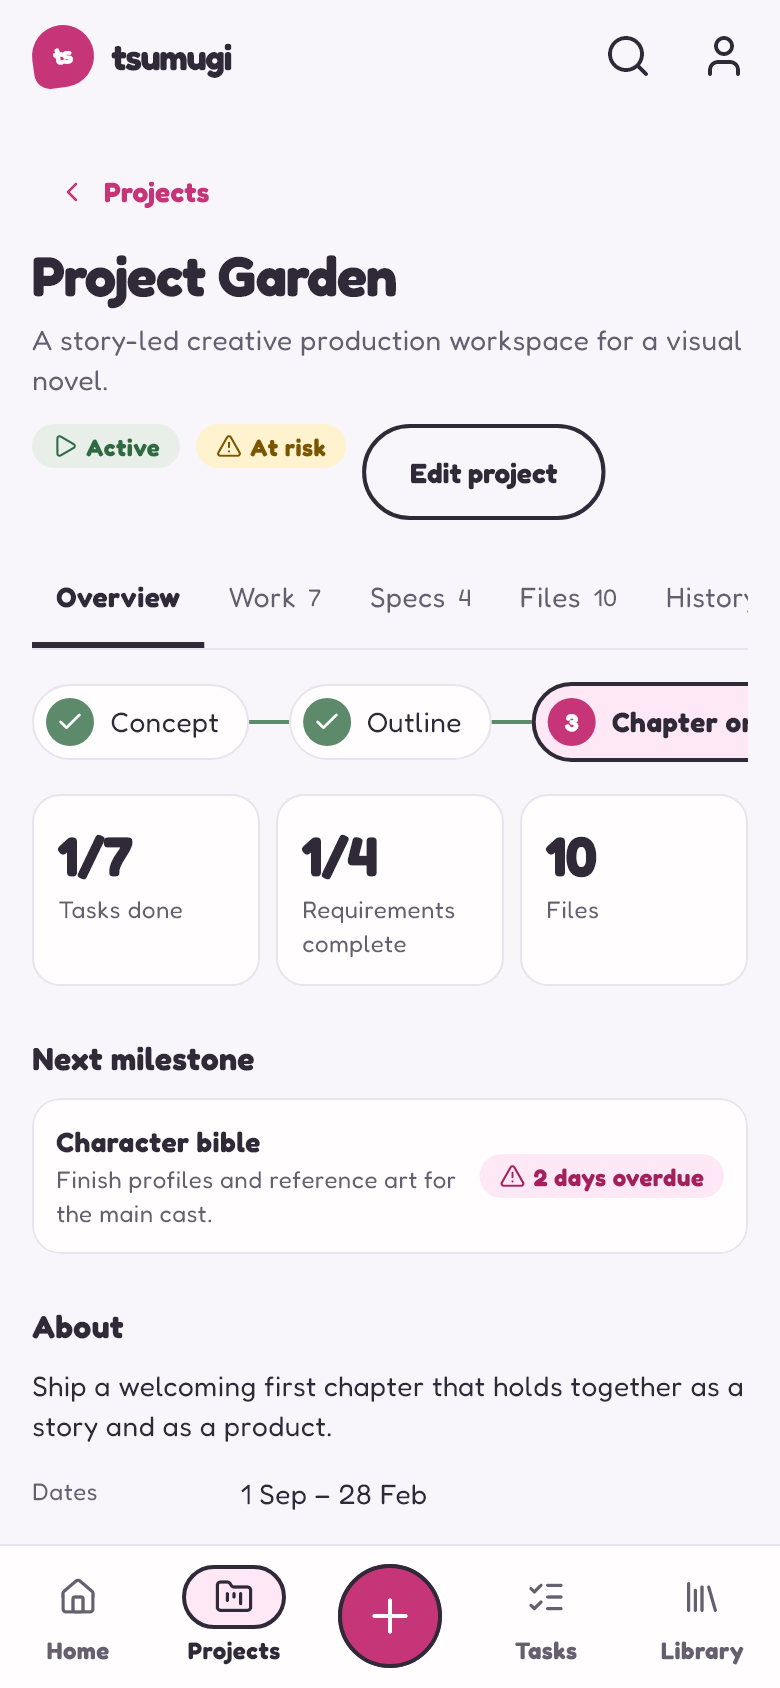 ts tsumugi
Projects
Project Garden
A story-led creative production workspace for a visual
novel.
Active At risk Edit project
Overview Work 7 Specs 4 Files 10 History
Concept Outline 3 Chapter
1/7 1/4 10
Tasks done Requirements Files
complete
Next milestone
Character bible
Finish profiles and reference art for
the main cast.
2 days overdue
About
Ship a welcoming first chapter that holds together as a
story and as a product.
Dates 1 Sep – 28 Feb
Home Projects Tasks Library